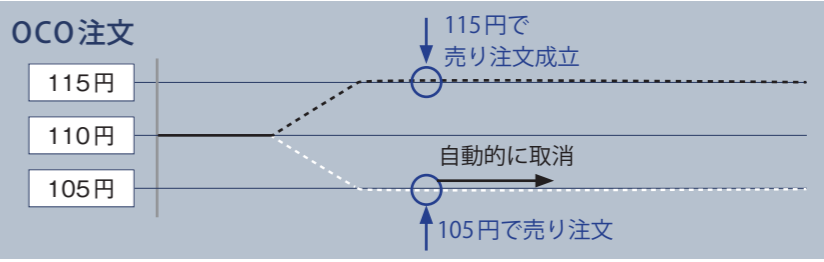 OCO注文
115円で
売り注文成立
115円
110円
自動的に取消
105円
105円で売り注文